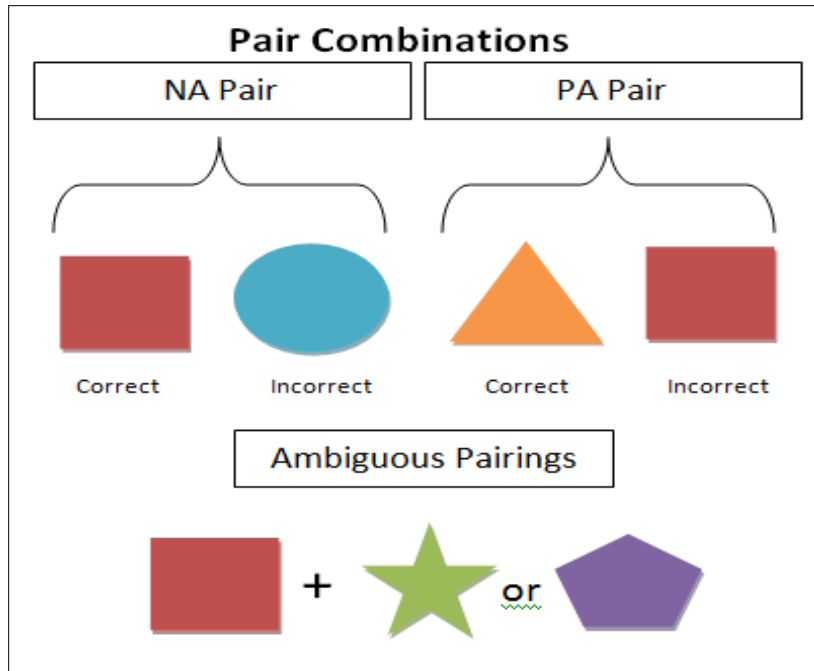 Pair Combinations
NA Pair PA Pair
Correct Incorrect Correct Incorrect
Ambiguous Pairings
+ or